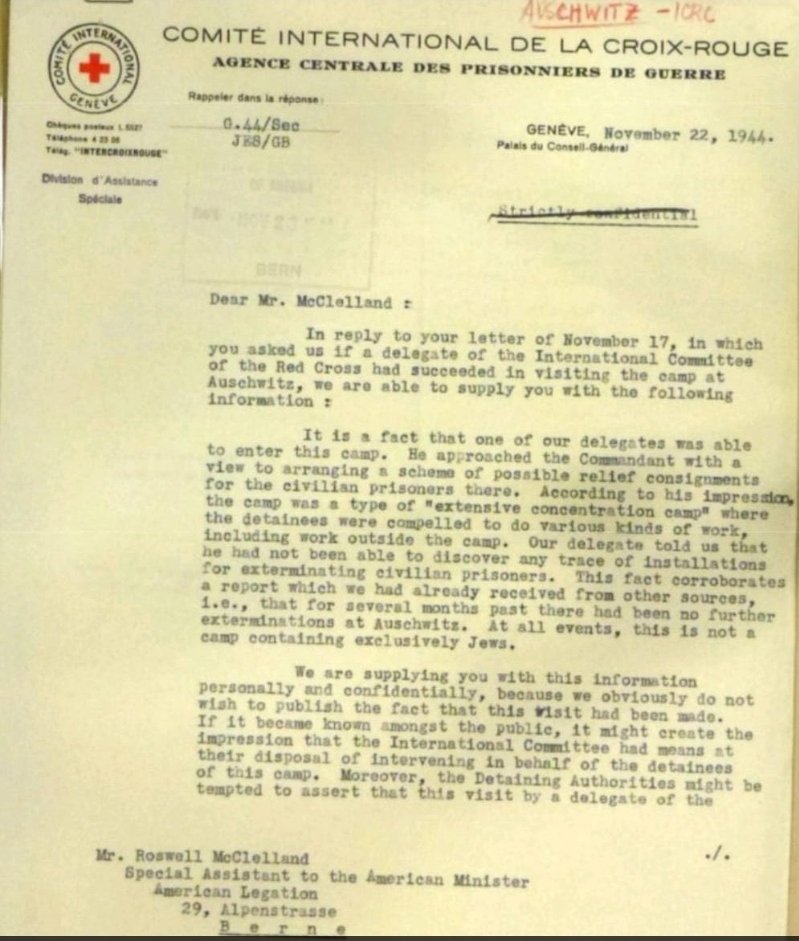 AUSCHWITZ - ICRC
COMITÉ INTERNATIONAL
GENÈVE
COMITÉ INTERNATIONAL DE LA CROIX-ROUGE
AGENCE CENTRALE DES PRISONNIERS DE GUERRE
Rappeler dans la réponse:
G.44/Sec
JES/GB
Chèques postaux I. 5527
Téléphone 4 23 05
Télég. "INTERCROIXROUGE"
Division d'Assistance
Spéciale
GENÈVE, November 22, 1944.
Palais du Conseil-Général
Strictly confidential
BERN
Dear Mr. McClelland :
In reply to your letter of November 17, in which
you asked us if a delegate of the International Committee
of the Red Cross had succeeded in visiting the camp at
Auschwitz, we are able to supply you with the following
information :
It is a fact that one of our delegates was able
to enter this camp. He approached the Commandant with a
view to arranging a scheme of possible relief consignments
for the civilian prisoners there. According to his impression,
the camp was a type of "extensive concentration camp" where
the detainees were compelled to do various kinds of work,
including work outside the camp. Our delegate told us that
he had not been able to discover any trace of installations
for exterminating civilian prisoners. This fact corroborates
a report which we had already received from other sources,
i.e., that for several months past there had been no further
exterminations at Auschwitz. At all events, this is not a
camp containing exclusively Jews.
We are supplying you with this information
personally and confidentially, because we obviously do not
wish to publish the fact that this visit had been made.
If it became known amongst the public, it might create the
impression that the International Committee had means at
their disposal of intervening in behalf of the detainees
of this camp. Moreover, the Detaining Authorities might be
tempted to assert that this visit by a delegate of the
./.
Mr. Roswell McClelland
Special Assistant to the American Minister
American Legation
29, Alpenstrasse
B e r n e